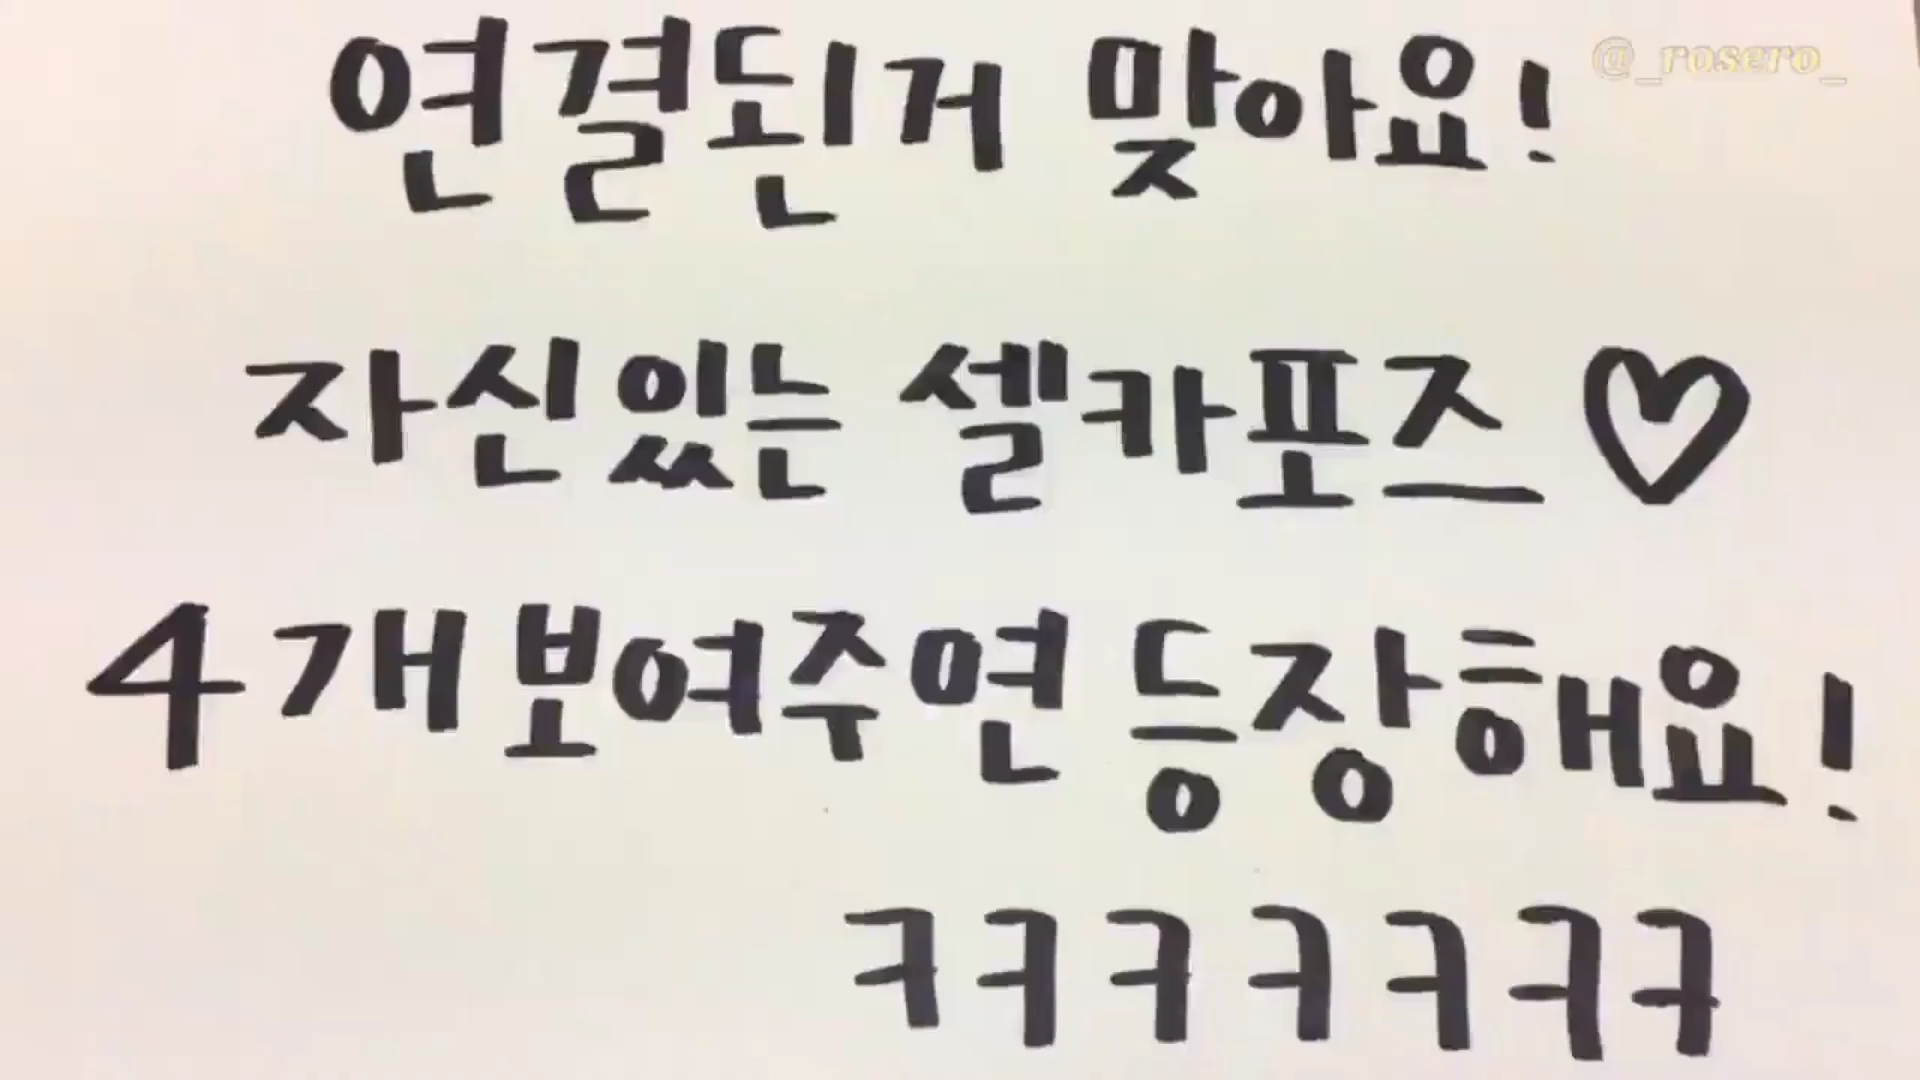 @_rosero_
연결된거 맞아요!
자신있는 셀카포즈♡
4개 보여주면 등장해요!
ㅋㅋㅋㅋㅋㅋㅋ